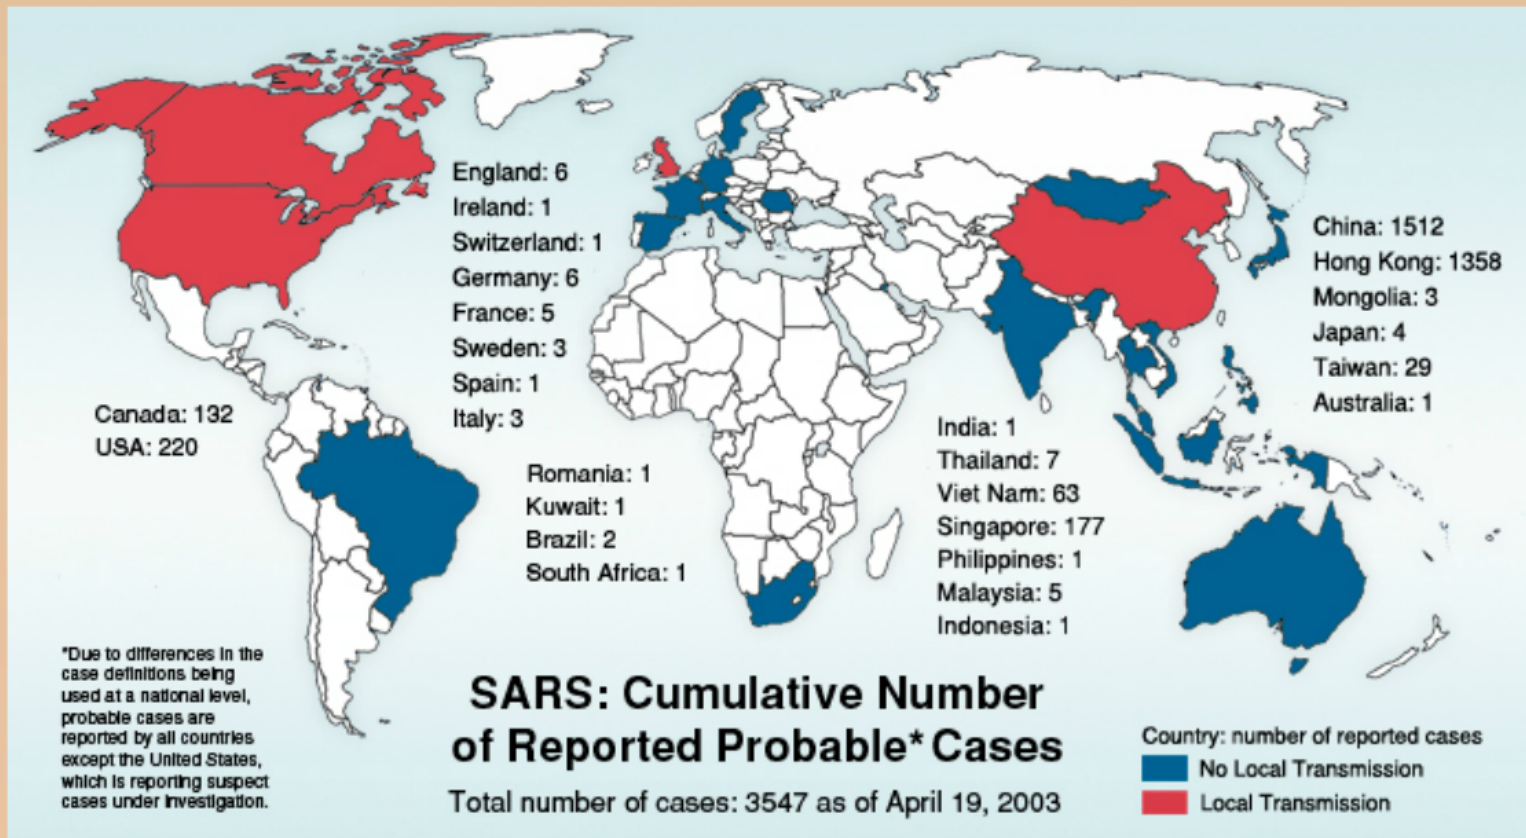 England: 6
Ireland: 1
Switzerland: 1
Germany: 6
France: 5
Sweden: 3
Spain: 1
Italy: 3
China: 1512
Hong Kong: 1358
Mongolia: 3
Japan: 4
Taiwan: 29
Australia: 1
Canada: 132
USA: 220
Romania: 1
Kuwait: 1
Brazil: 2
South Africa: 1
India: 1
Thailand: 7
Viet Nam: 63
Singapore: 177
Philippines: 1
Malaysia: 5
Indonesia: 1
*Due to differences in the
case definitions being
used at a national level,
probable cases are
reported by all countries
except the United States,
which is reporting suspect
cases under investigation.
SARS: Cumulative Number
of Reported Probable* Cases
Total number of cases: 3547 as of April 19, 2003
Country: number of reported cases
No Local Transmission
Local Transmission